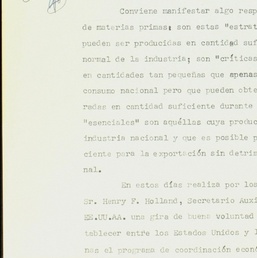 Conviene manifestar algo resp
de materias primas; son estas "estrat
pueden ser producidas en cantidad suf
normal de la industria; son "críticas
en cantidades tan pequeñas que apenas
consumo nacional pero que pueden obte
radas en cantidad suficiente durante
"esenciales" son aquéllas cuya produc
industria nacional y que es posible p
ciente para la exportación sin detrim
nal.
En estos días realiza por los
Sr. Henry F. Holland, Secretario Auxi
EE.UU.AA. una gira de buena voluntad
tablecer entre los Estados Unidos y l
nes el programa de coordinación econó